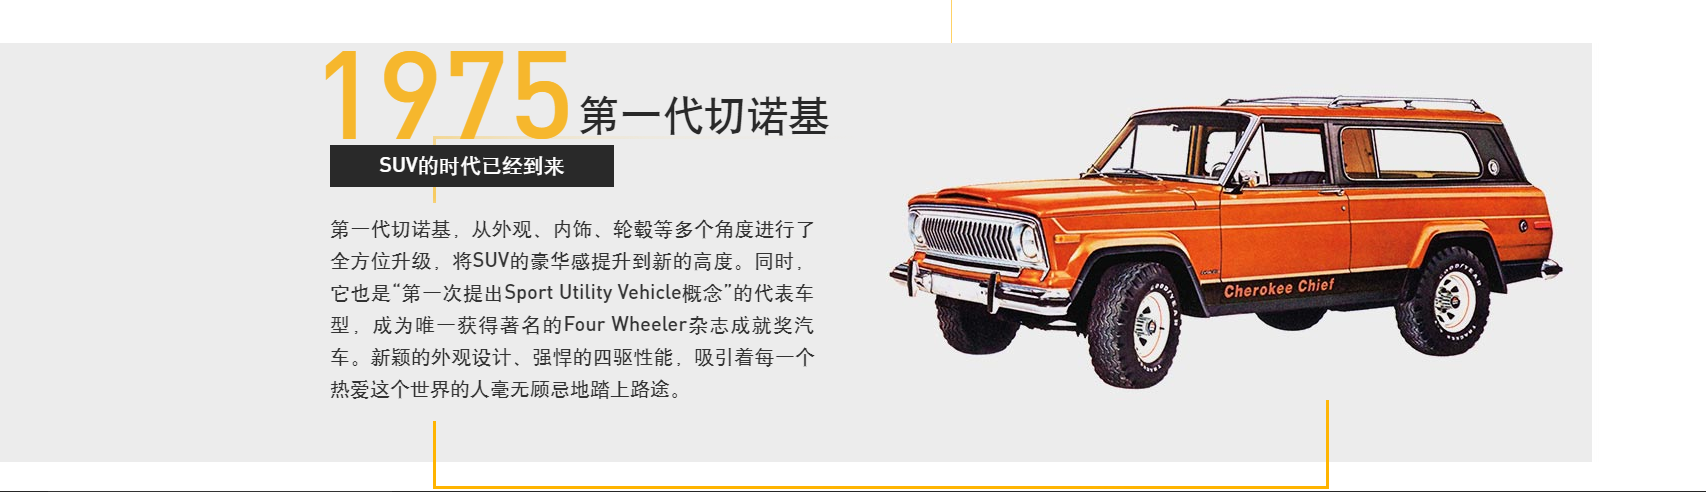 1975 第一代切诺基
SUV的时代已经到来
第一代切诺基，从外观、内饰、轮毂等多个角度进行了
全方位升级，将SUV的豪华感提升到新的高度。同时，
它也是“第一次提出Sport Utility Vehicle概念”的代表车
型，成为唯一获得著名的Four Wheeler杂志成就奖汽
车。新颖的外观设计、强悍的四驱性能，吸引着每一个
热爱这个世界的人毫无顾忌地踏上路途。
Cherokee Chief
GOODYEAR
TRACKER
GOODYEAR
TRACKER